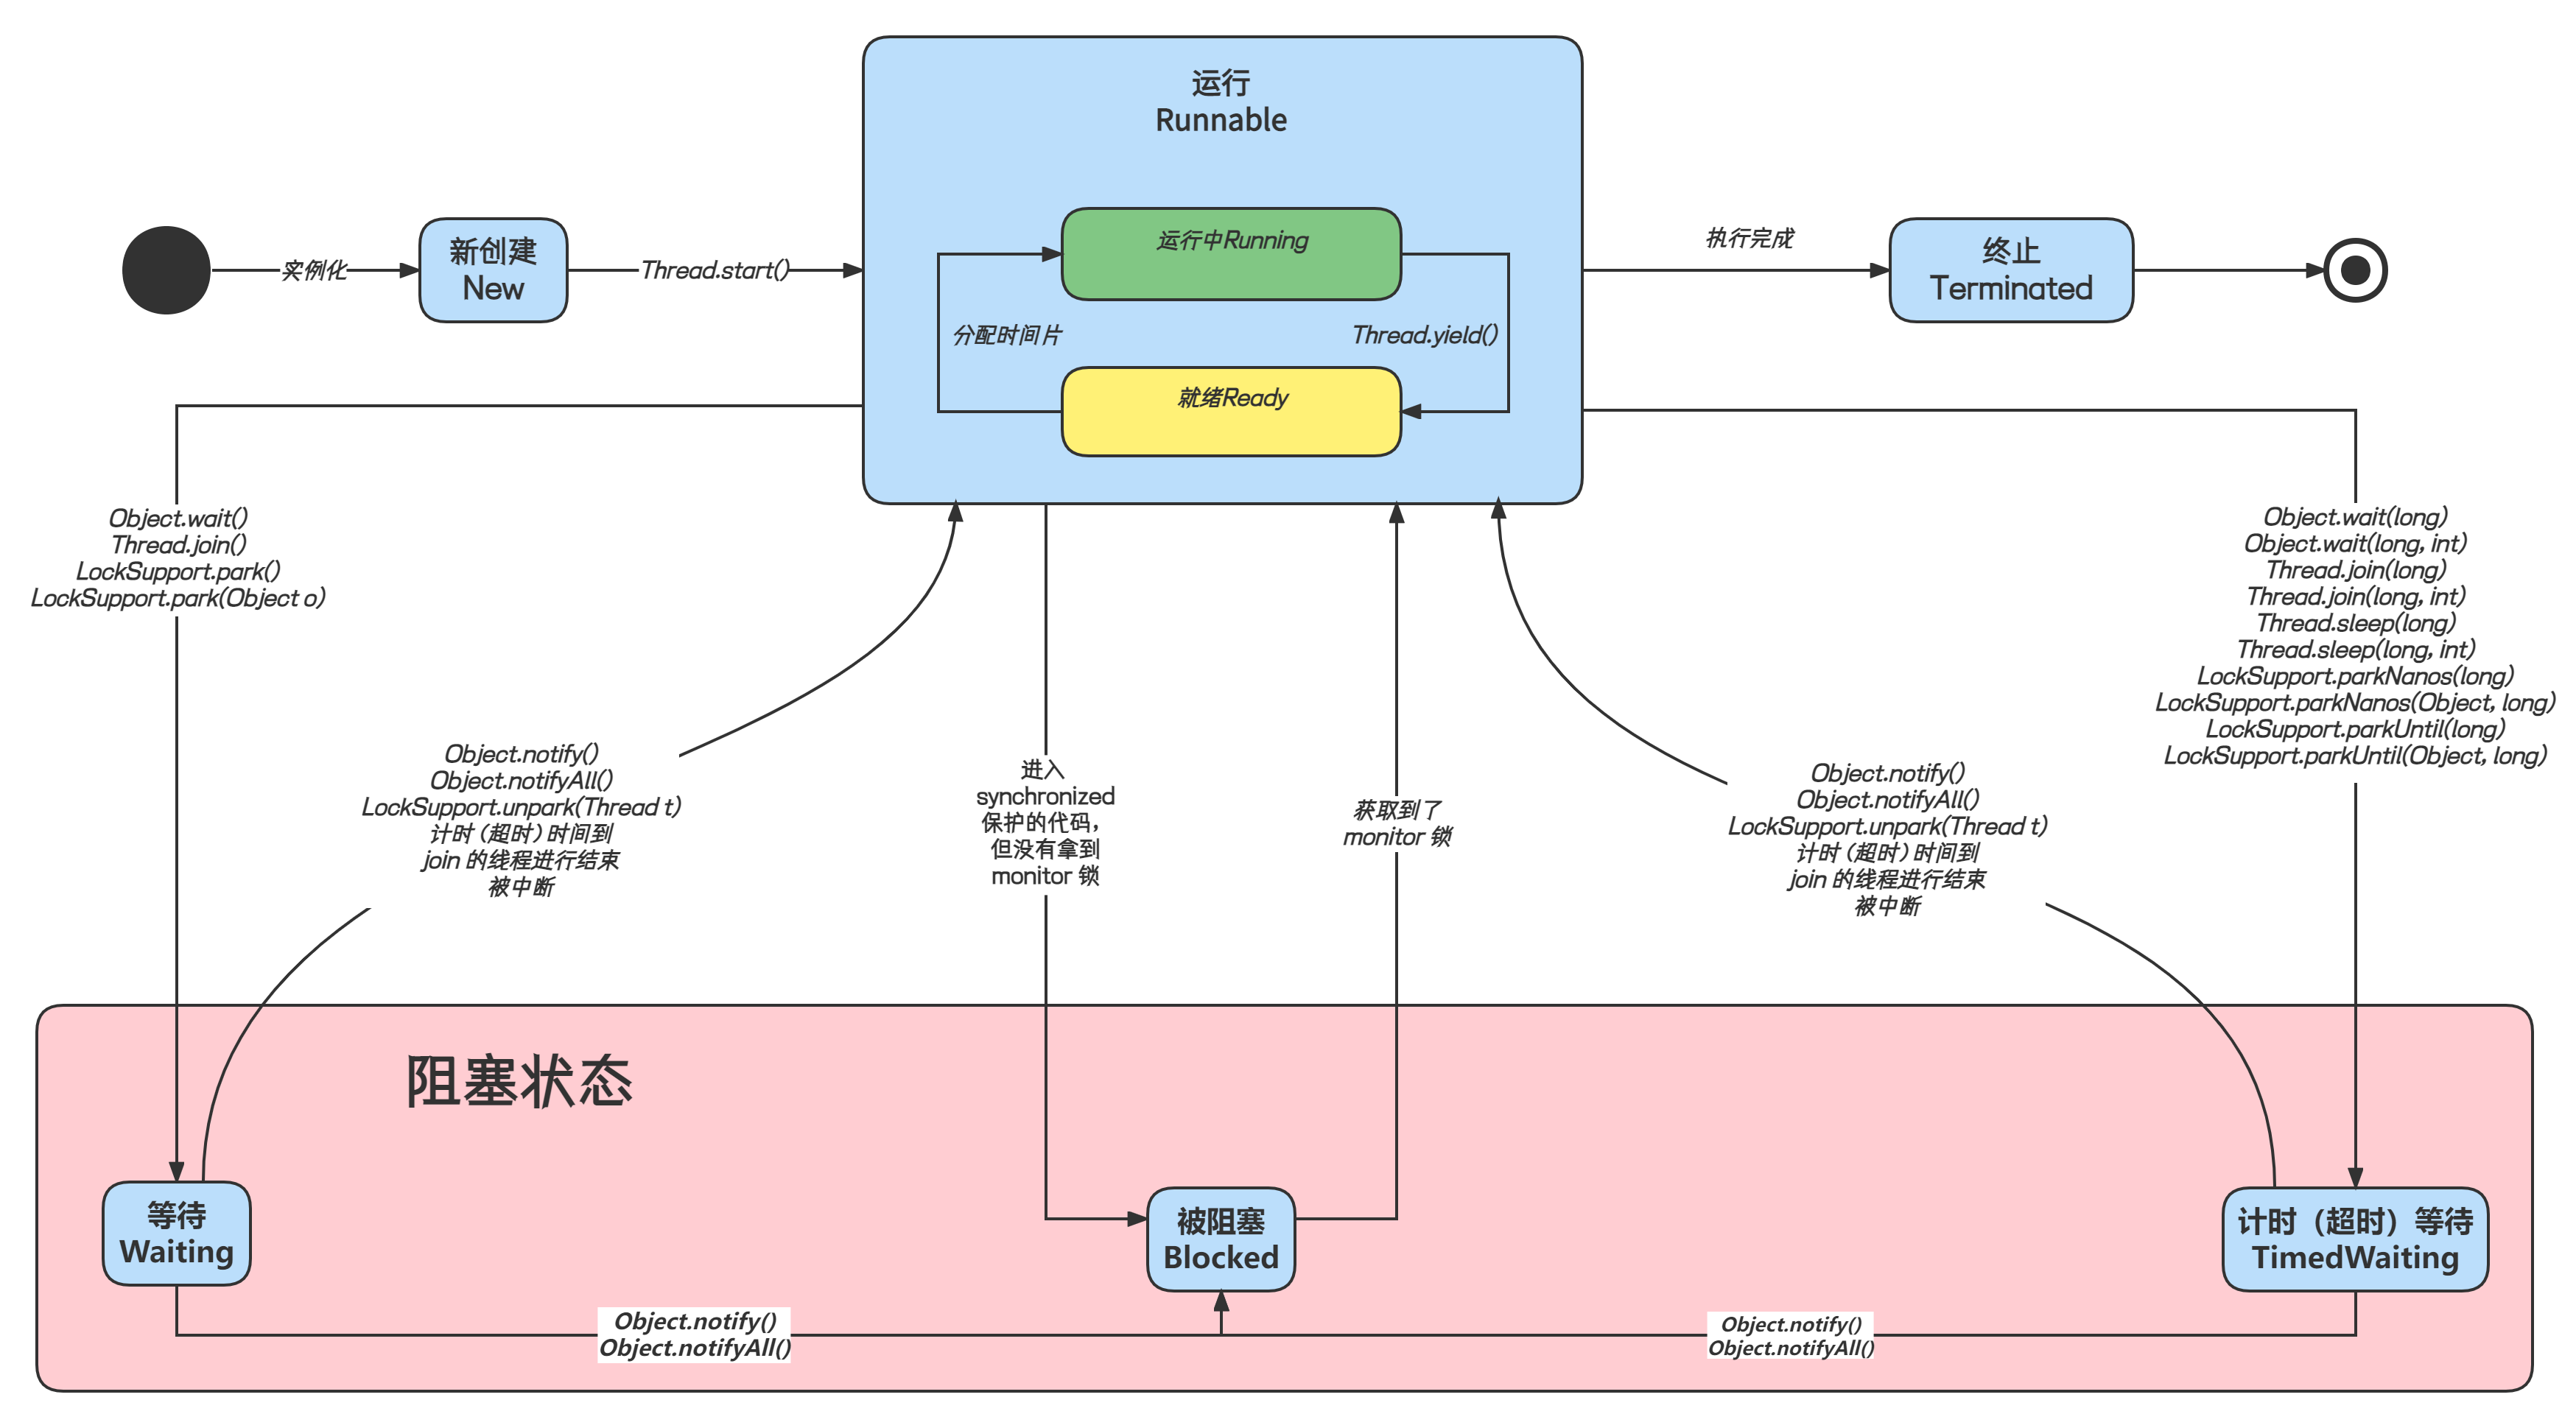 运行
Runnable
运行中Running
分配时间片
Thread.yield()
就绪Ready
实例化
新创建
New
Thread.start()
执行完成
终止
Terminated
Object.wait()
Thread.join()
LockSupport.park()
LockSupport.park(Object o)
Object.notify()
Object.notifyAll()
LockSupport.unpark(Thread t)
计时（超时）时间到
join 的线程进行结束
被中断
进入
synchronized
保护的代码，
但没有拿到
monitor 锁
获取到了
monitor 锁
Object.notify()
Object.notifyAll()
LockSupport.unpark(Thread t)
计时（超时）时间到
join 的线程进行结束
被中断
Object.wait(long)
Object.wait(long, int)
Thread.join(long)
Thread.join(long, int)
Thread.sleep(long)
Thread.sleep(long, int)
LockSupport.parkNanos(long)
LockSupport.parkNanos(Object, long)
LockSupport.parkUntil(long)
LockSupport.parkUntil(Object, long)
阻塞状态
等待
Waiting
被阻塞
Blocked
计时（超时）等待
TimedWaiting
Object.notify()
Object.notifyAll()
Object.notify()
Object.notifyAll()